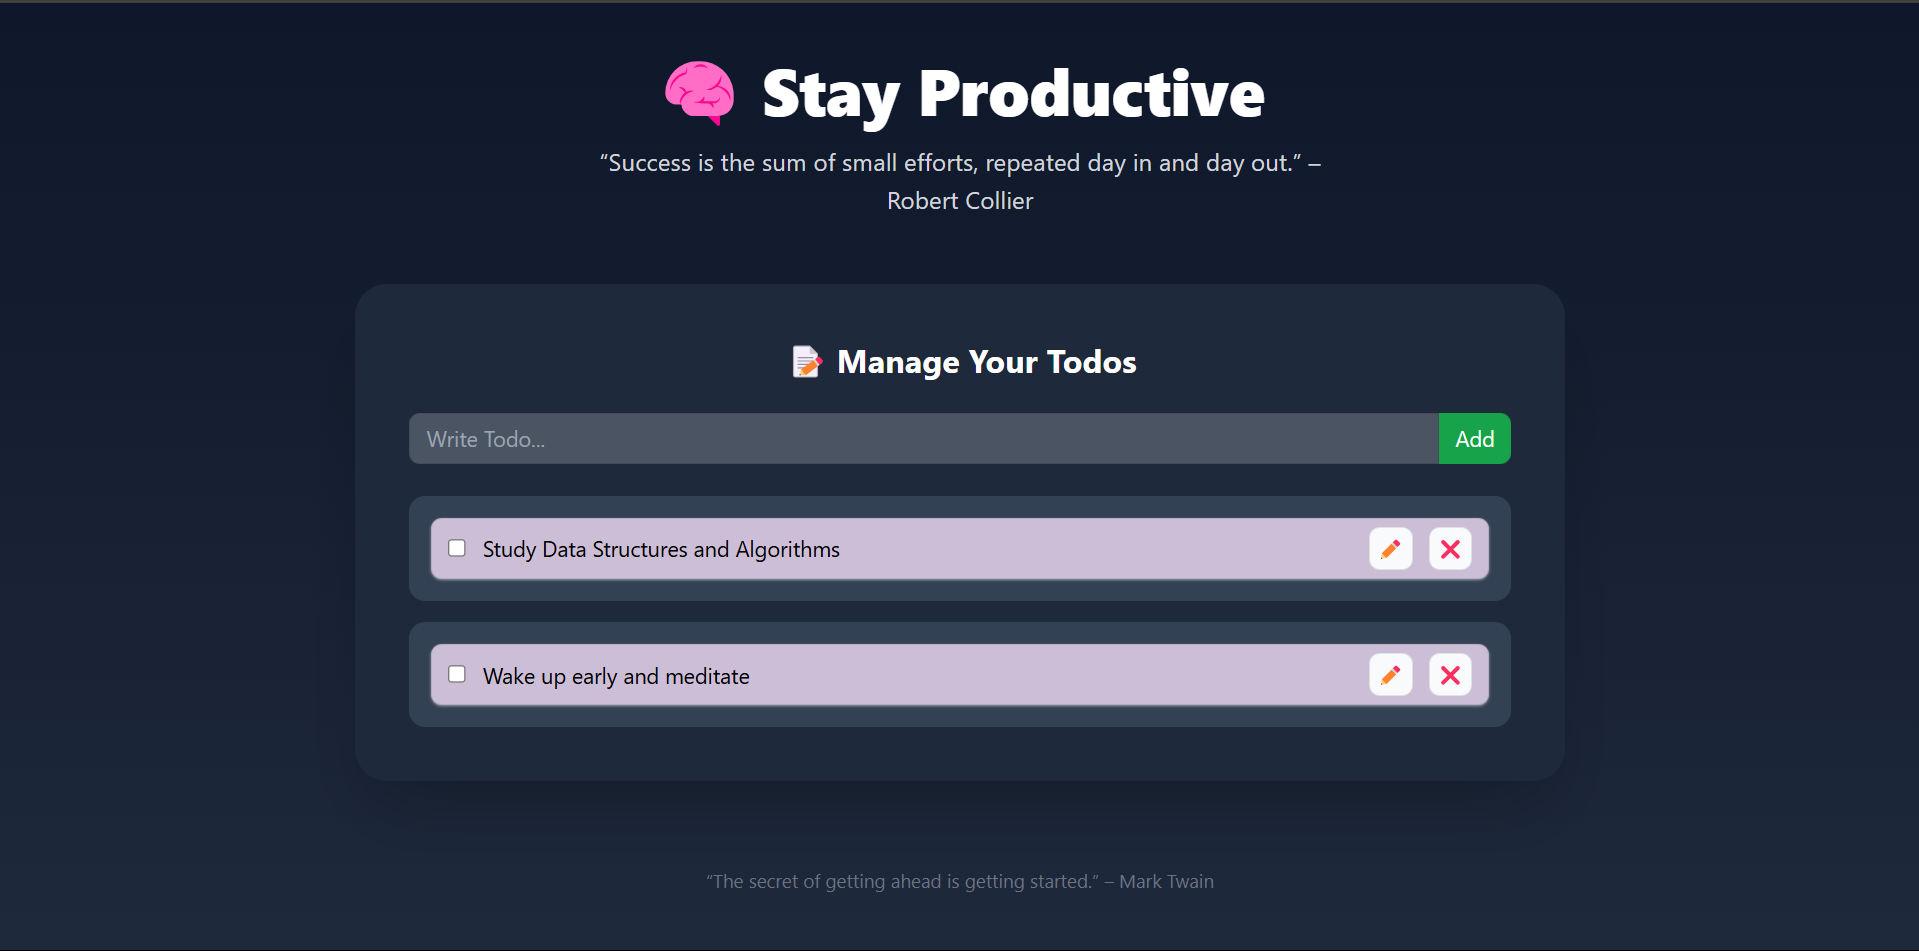 Stay Productive
“Success is the sum of small efforts, repeated day in and day out.” –
Robert Collier
Manage Your Todos
Write Todo...
Add
Study Data Structures and Algorithms
Wake up early and meditate
“The secret of getting ahead is getting started.” – Mark Twain